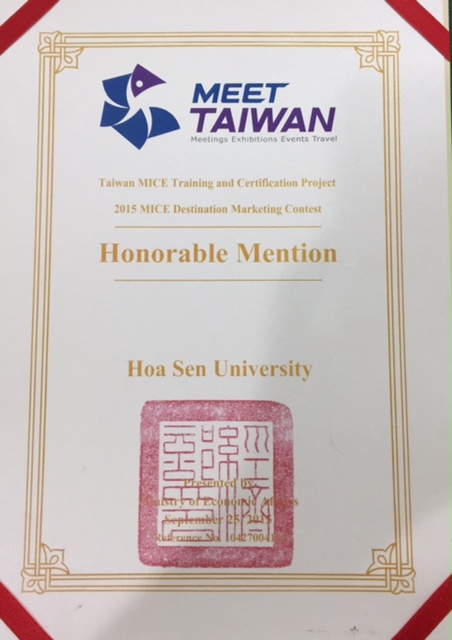 MEET
TAIWAN
Meetings Exhibitions Events Travel
Taiwan MICE Training and Certification Project
2015 MICE Destination Marketing Contest
Honorable Mention
Hoa Sen University
Presented by
Ministry of Economic Affairs
September 25, 2015
Reference No.